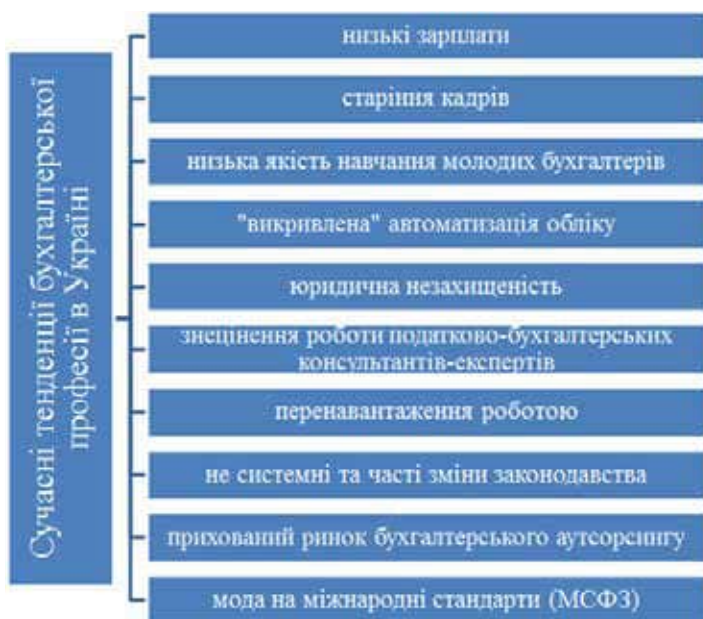 Сучасні тенденції бухгалтерської
професії в Україні
низькі зарплати
старіння кадрів
низька якість навчання молодих бухгалтерів
"викривлена" автоматизація обліку
юридична незахищеність
знецінення роботи податково-бухгалтерських
консультантів-експертів
перенавантаження роботою
не системні та часті зміни законодавства
прихований ринок бухгалтерського аутсорсингу
мода на міжнародні стандарти (МСФЗ)